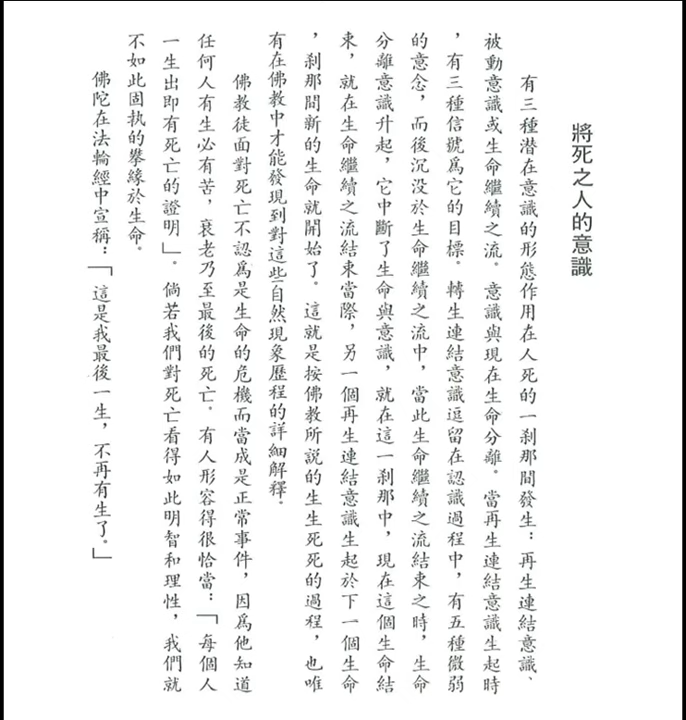 將死之人的意識
有三種潜在意識的形態作用在人死的一刹那間發生：再生連結意識、
被動意識或生命繼續之流。意識與現在生命分離。當再生連結意識生起時
，有三種信號爲它的目標。轉生連結意識逗留在認識過程中，有五種微弱
的意念，而後沉没於生命繼續之流中，當此生命繼續之流結束之時，生命
分離意識升起，它中斷了生命與意識，就在這一刹那中，現在這個生命結
束，就在生命繼續之流結束當際，另一個再生連結意識生起於下一個生命
，刹那間新的生命就開始了。這就是按佛教所説的生生死死的過程，也唯
有在佛教中才能發現到對這些自然現象歷程的詳細解釋。
佛教徒面對死亡不認爲是生命的危機而當成是正常事件，因爲他知道
任何人有生必有苦，衰老乃至最後的死亡。有人形容得很恰當：「每個人
一生出即有死亡的證明」。倘若我們對死亡看得如此明智和理性，我們就
不如此固執的攀緣於生命。
佛陀在法輪經中宣稱：「這是我最後一生，不再有生了。」